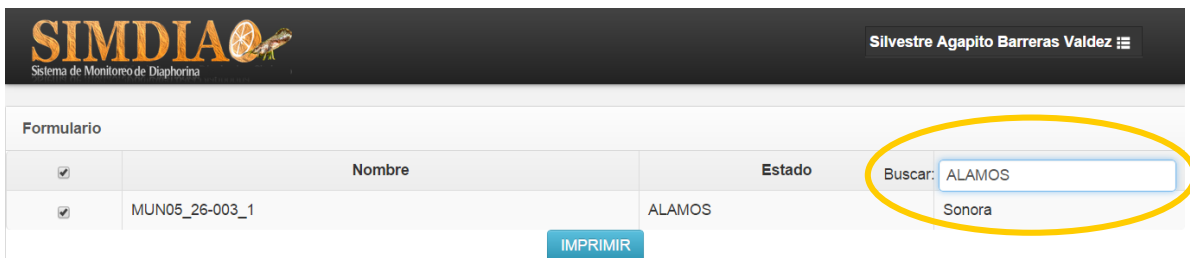 SIMDIA
Sistema de Monitoreo de Diaphorina
Silvestre Agapito Barreras Valdez
Formulario
Nombre Estado Buscar: ALAMOS
MUN05_26-003_1 ALAMOS Sonora
IMPRIMIR